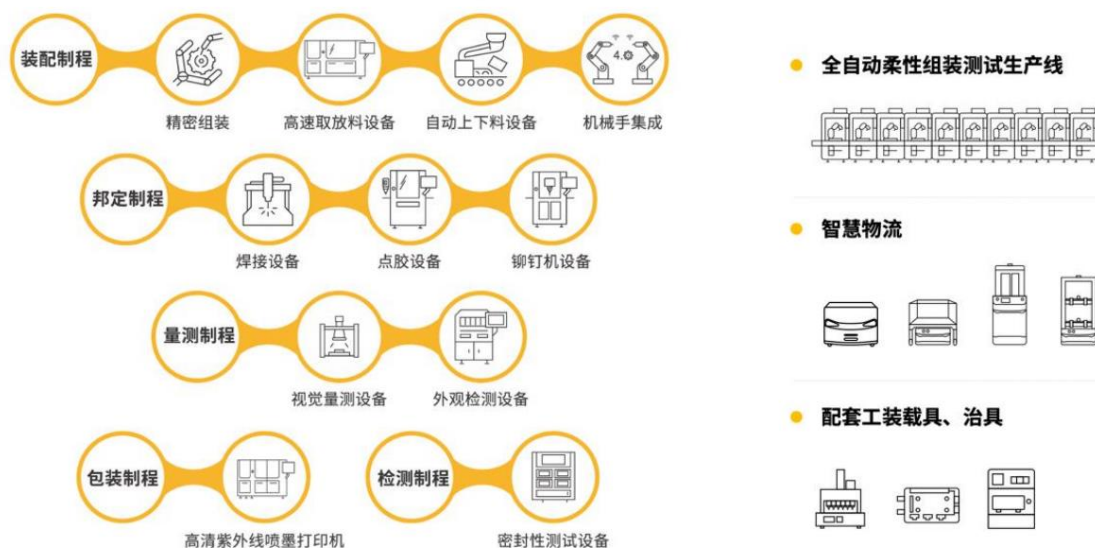 装配制程
4.0
精密组装
高速取放料设备
自动上下料设备
机械手集成
邦定制程
焊接设备
点胶设备
铆钉机设备
量测制程
视觉量测设备
外观检测设备
包装制程
高清紫外线喷墨打印机
检测制程
密封性测试设备
全自动柔性组装测试生产线
智慧物流
配套工装载具、治具